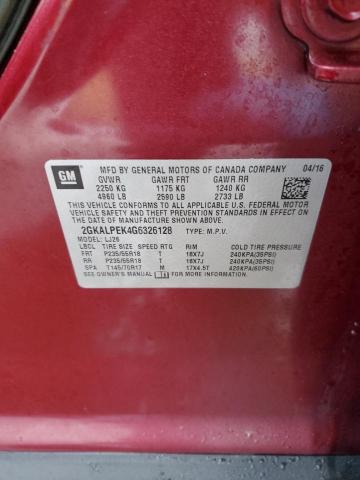 GM
MFD BY GENERAL MOTORS OF CANADA COMPANY 04/16
GVWR GAWR FRT GAWR RR
2250 KG 1175 KG 1240 KG
4960 LB 2590 LB 2733 LB
THIS VEHICLE CONFORMS TO ALL APPLICABLE U.S. FEDERAL MOTOR
VEHICLE SAFETY, BUMPER, AND THEFT PREVENTION STANDARDS
IN EFFECT ON THE DATE OF MANUFACTURE SHOWN ABOVE.
2GKALPEK4G6326128 TYPE: M.P.V.
MODEL: LJ26
LBCL TIRE SIZE SPEED RTG RIM COLD TIRE PRESSURE
FRT P235/55R18 T 18X7J 240KPA(35PSI)
RR P235/55R18 T 18X7J 240KPA(35PSI)
SPA T145/70R17 M 17X4.5T 420KPA(60PSI)
SEE OWNER'S MANUAL FOR ADDITIONAL INFORMATION